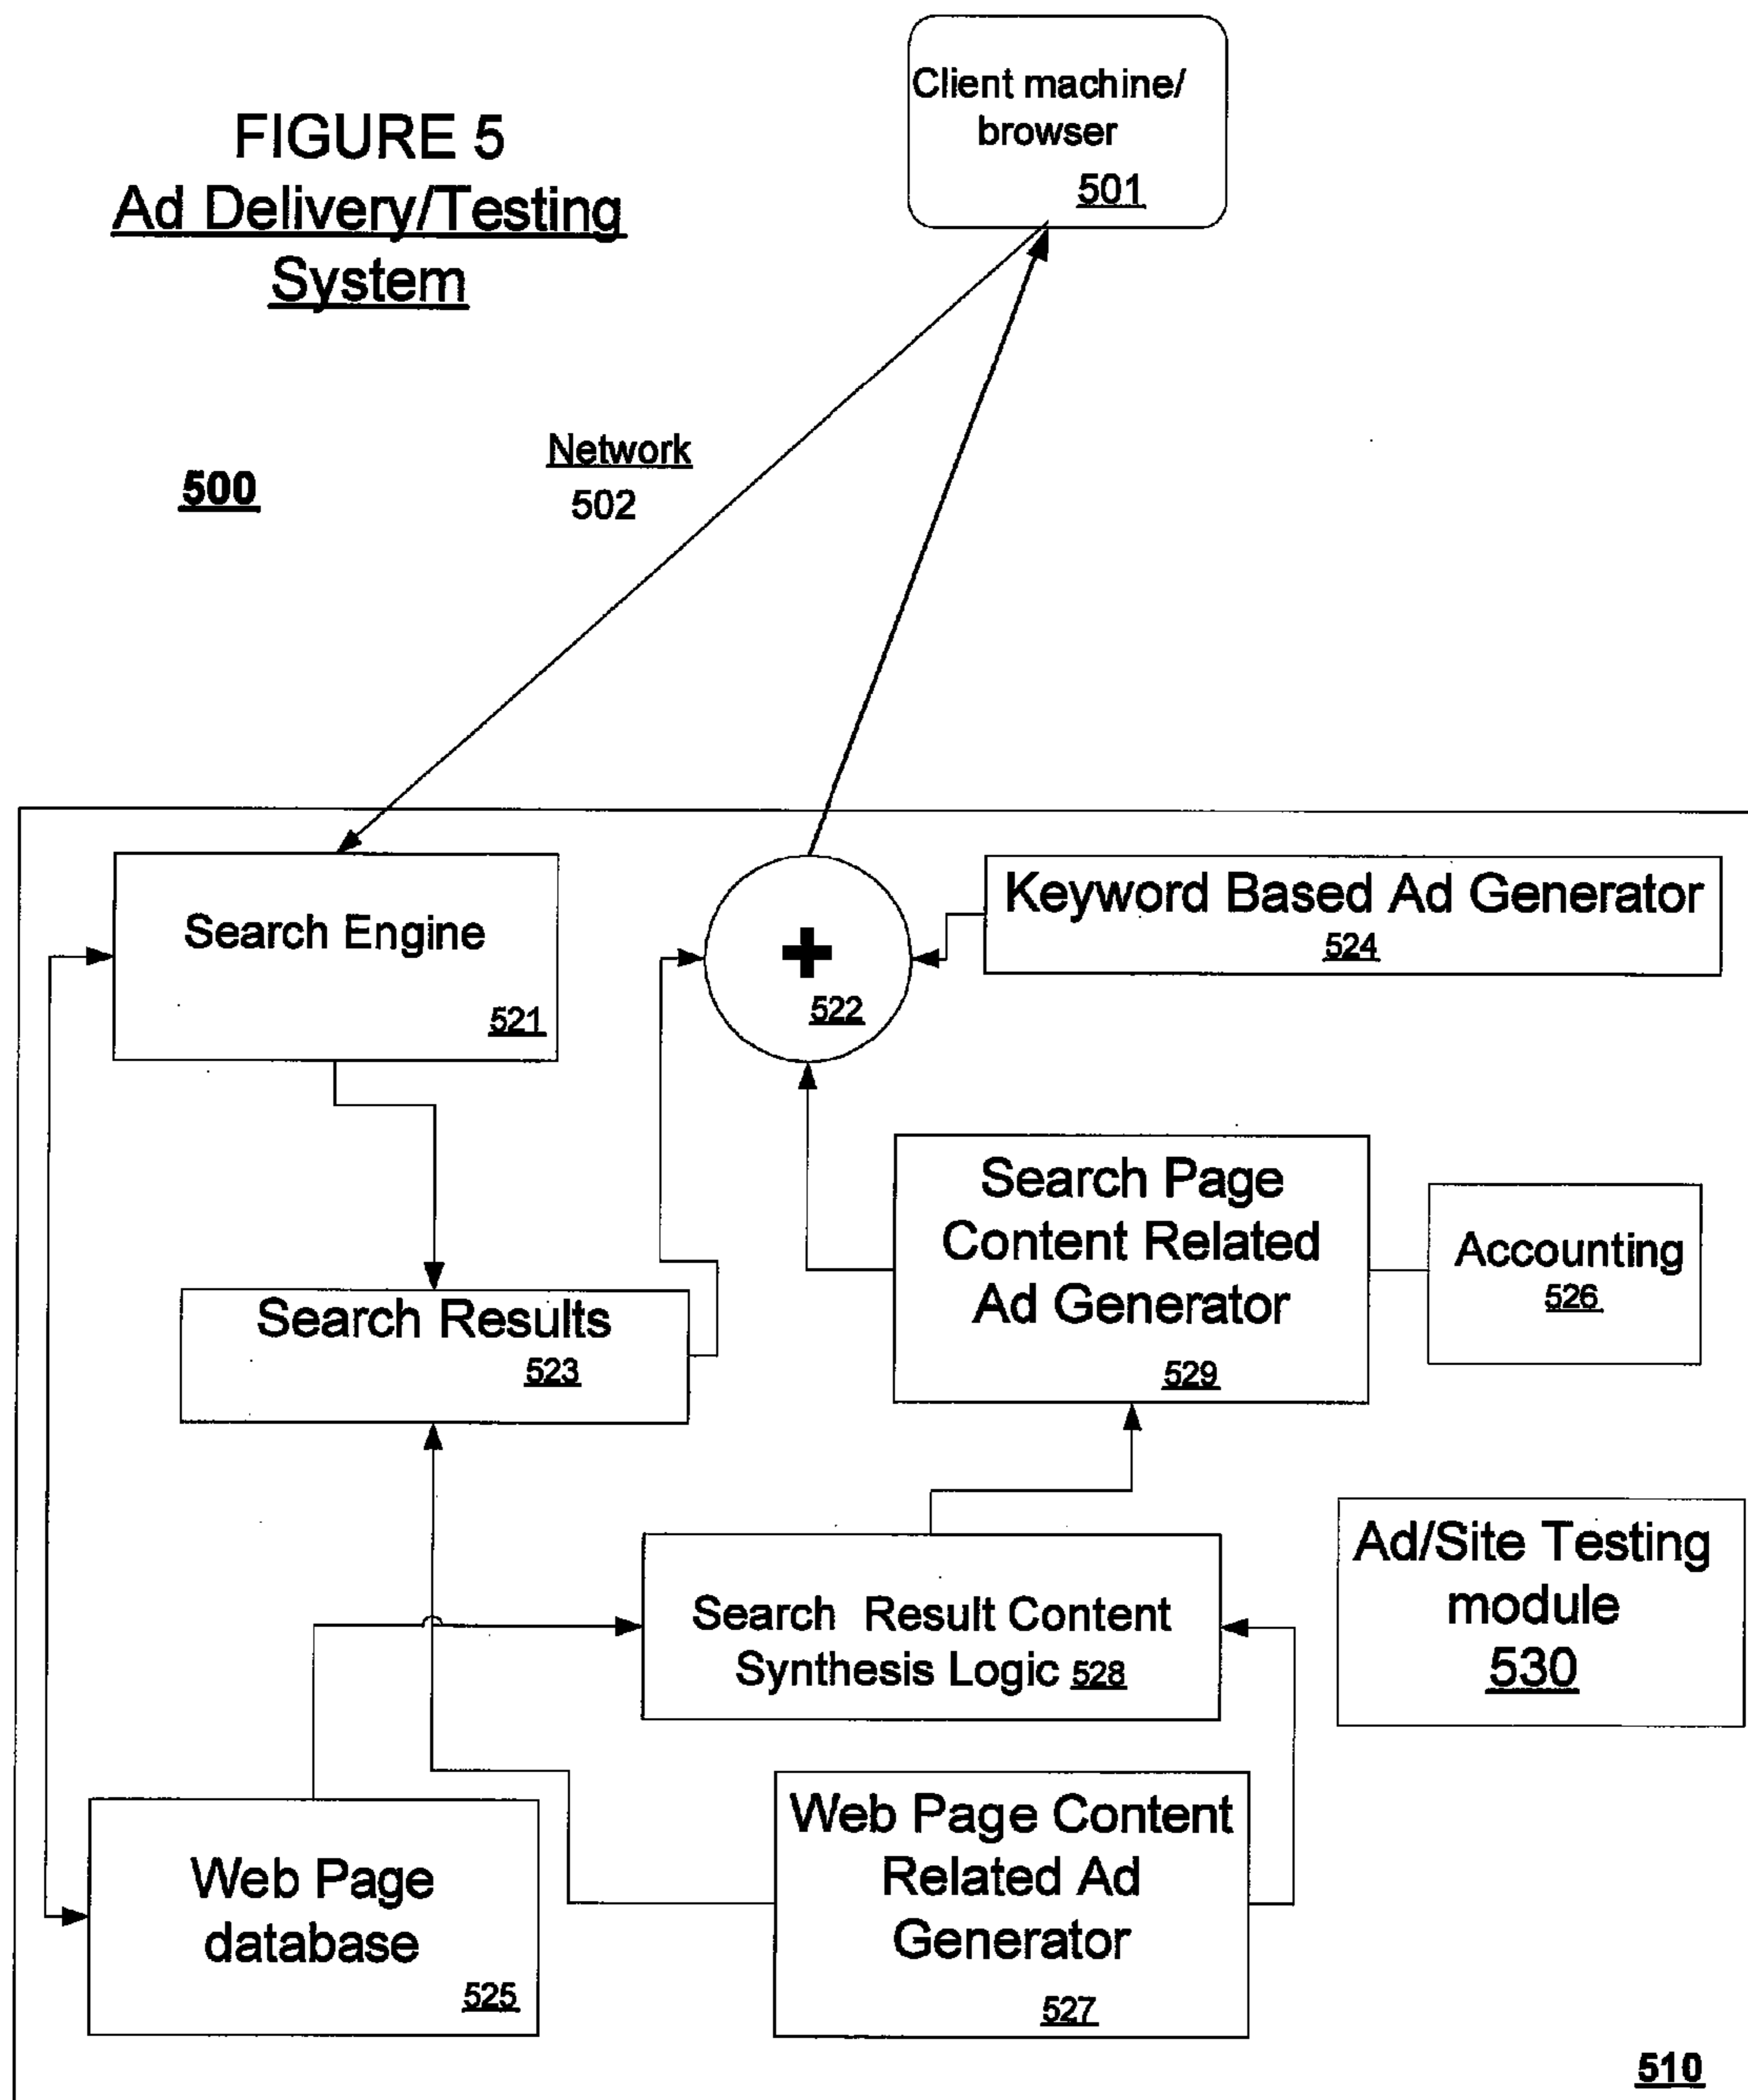 FIGURE 5
Ad Delivery/Testing
System
Client machine/
browser
501
Network
502
500
Search Engine
521
+
522
Keyword Based Ad Generator
524
Search Page
Content Related
Ad Generator
529
Accounting
526
Search Results
523
Search Result Content
Synthesis Logic 528
Ad/Site Testing
module
530
Web Page
database
525
Web Page Content
Related Ad
Generator
527
510